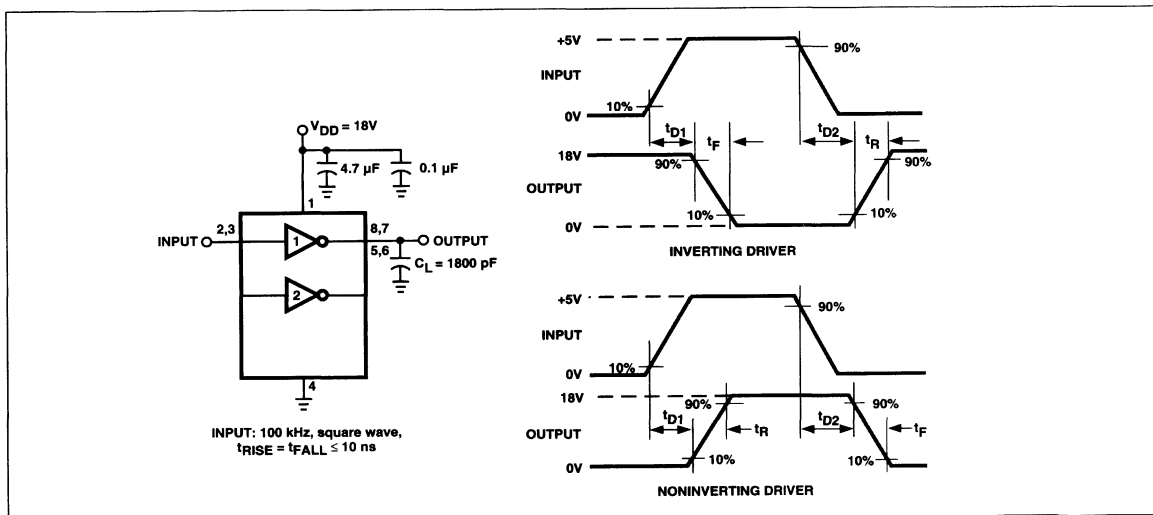 V_DD = 18V
4.7 µF
0.1 µF
1
INPUT
2,3
1
8,7
5,6
OUTPUT
C_L = 1800 pF
2
4
INPUT: 100 kHz, square wave,
t_RISE = t_FALL ≤ 10 ns
+5V
INPUT
90%
10%
0V
t_D1
t_F
t_D2
t_R
18V
90%
90%
OUTPUT
10%
10%
0V
INVERTING DRIVER
+5V
INPUT
90%
10%
0V
18V
t_D1
90%
t_R
t_D2
90%
t_F
OUTPUT
10%
10%
0V
NONINVERTING DRIVER